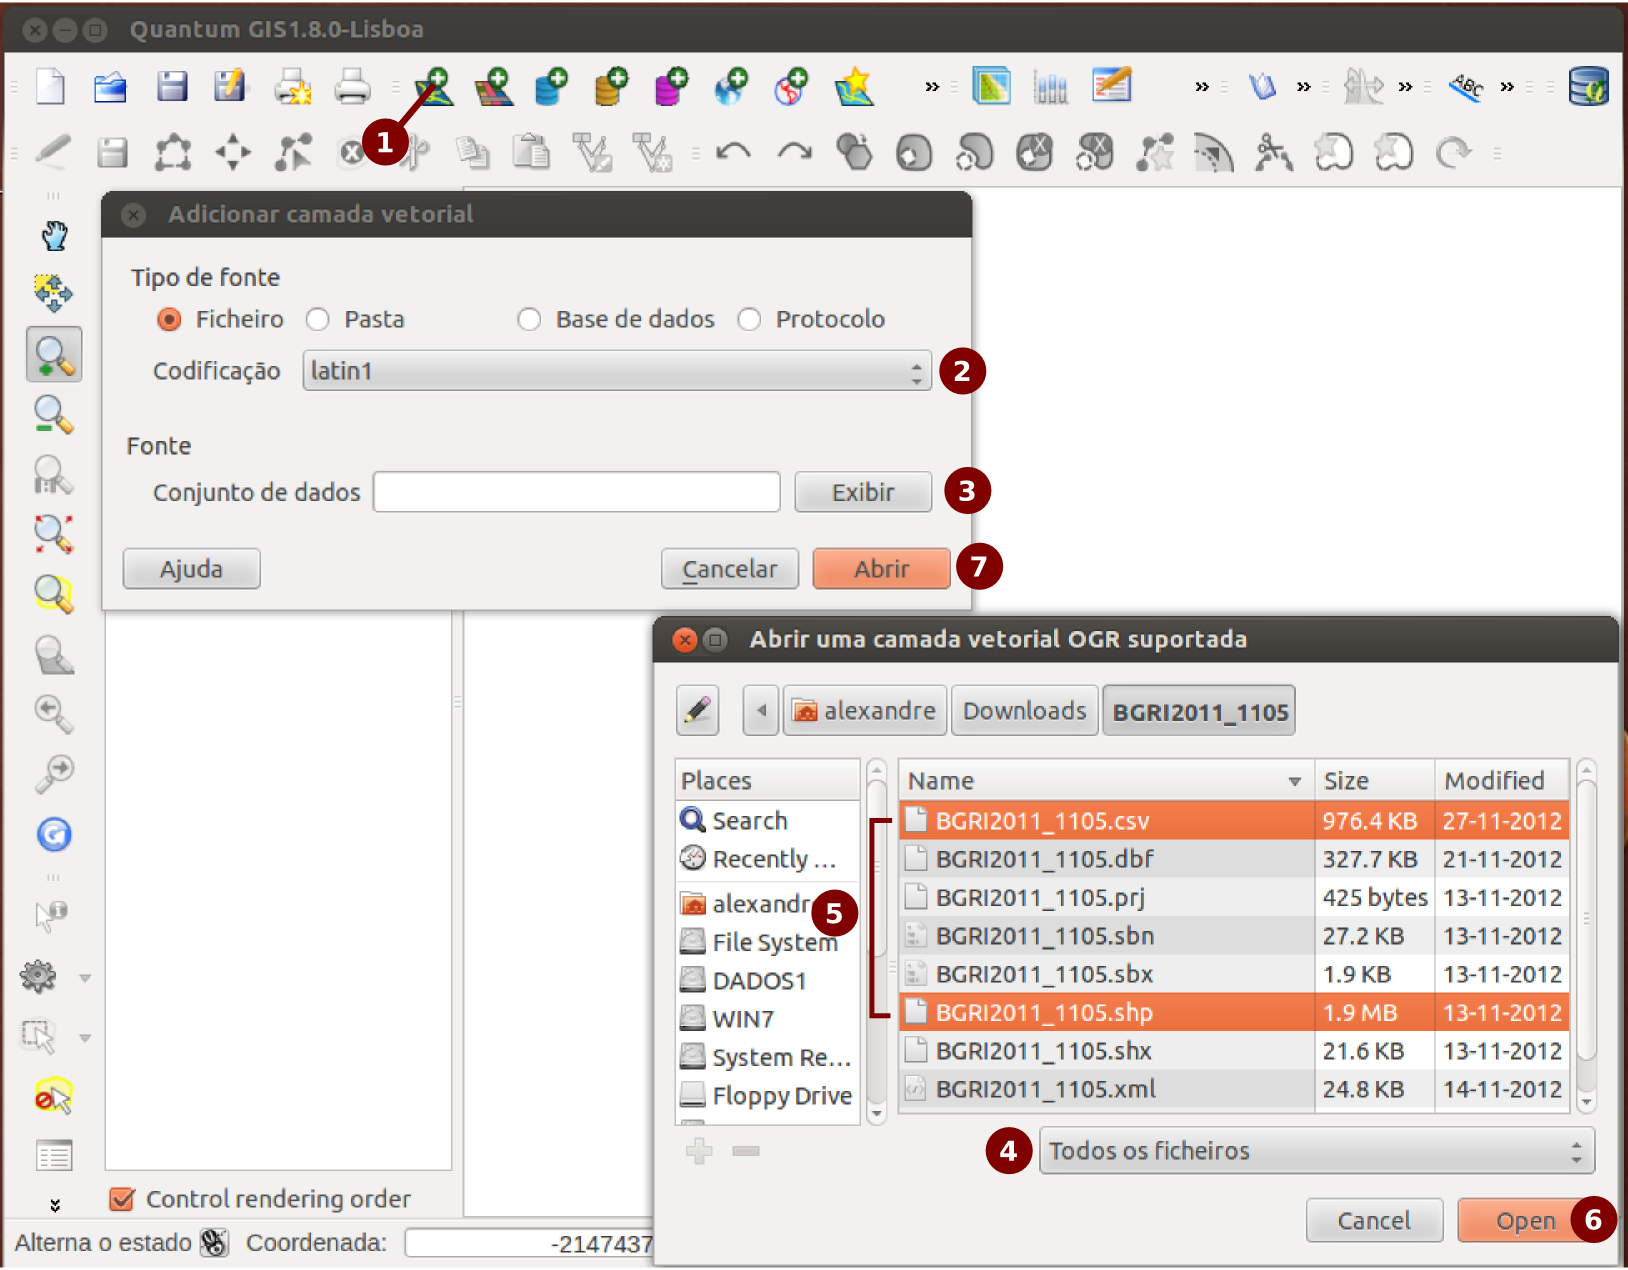 Quantum GIS1.8.0-Lisboa
»
»
»
»
ABC
»
1
Adicionar camada vetorial
Tipo de fonte
Ficheiro
Pasta
Base de dados
Protocolo
Codificação
latin1
2
Fonte
Conjunto de dados
Exibir
3
Ajuda
Cancelar
Abrir
7
Abrir uma camada vetorial OGR suportada
alexandre
Downloads
BGRI2011_1105
Places
Name
Size
Modified
Search
BGRI2011_1105.csv
976.4 KB
27-11-2012
Recently ...
BGRI2011_1105.dbf
327.7 KB
21-11-2012
alexandr
5
BGRI2011_1105.prj
425 bytes
13-11-2012
File System
BGRI2011_1105.sbn
27.2 KB
13-11-2012
DADOS1
BGRI2011_1105.sbx
1.9 KB
13-11-2012
WIN7
BGRI2011_1105.shp
1.9 MB
13-11-2012
System Re...
BGRI2011_1105.shx
21.6 KB
13-11-2012
Floppy Drive
BGRI2011_1105.xml
24.8 KB
14-11-2012
4
Todos os ficheiros
Control rendering order
Cancel
Open
6
Alterna o estado
Coordenada:
-2147437